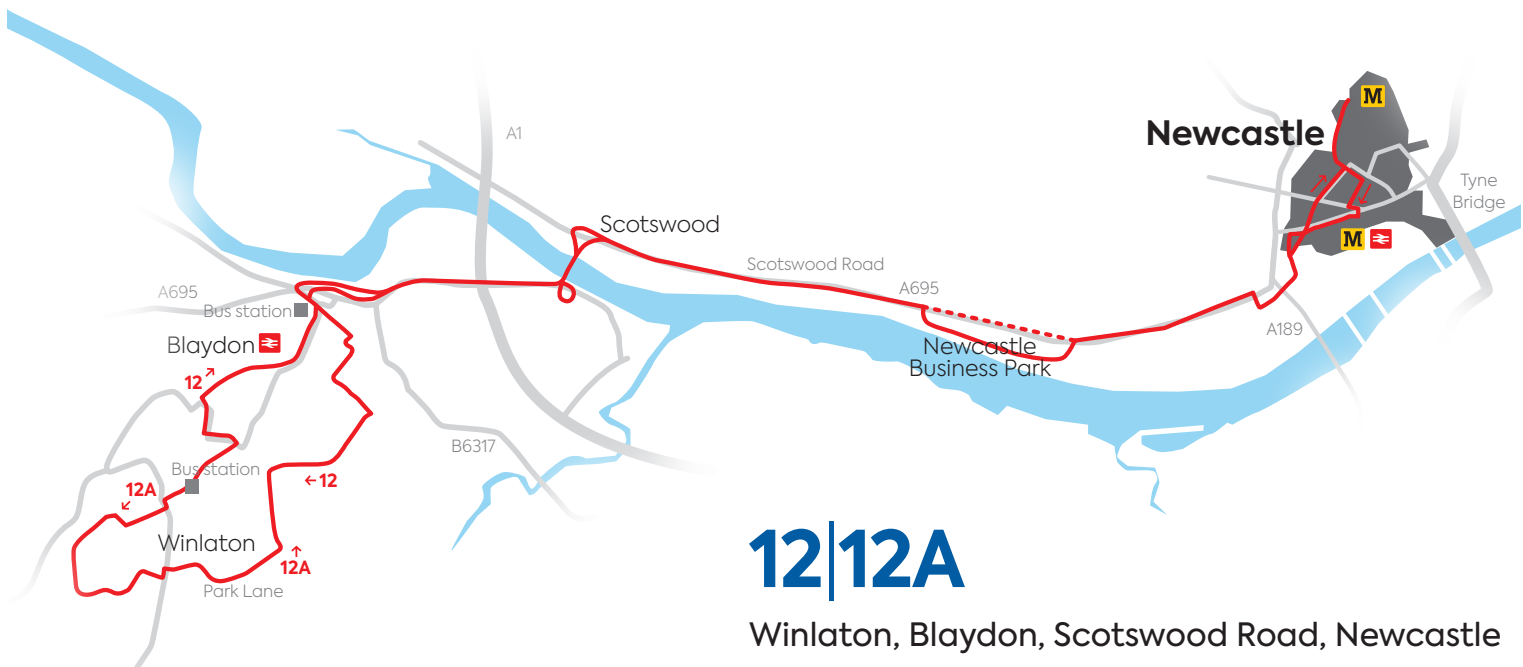 M
Newcastle
A1
Tyne
Bridge
Scotswood
M
Scotswood Road
A695
A695
Bus station
A189
Blaydon
Newcastle
Business Park
12
B6317
Bus station
12
12A
Winlaton
12A
Park Lane
12|12A
Winlaton, Blaydon, Scotswood Road, Newcastle